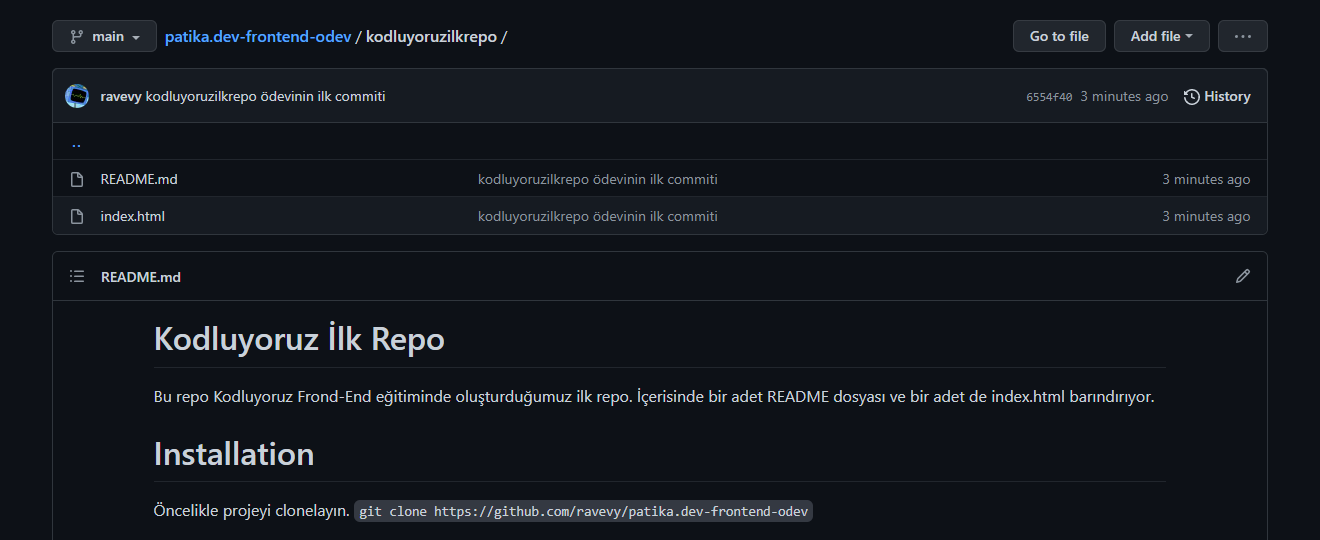 main patika.dev-frontend-odev / kodluyoruzilkrepo / Go to file Add file ...
ravevy kodluyoruzilkrepo ödevinin ilk commiti 6554f40 3 minutes ago History
..
README.md kodluyoruzilkrepo ödevinin ilk commiti 3 minutes ago
index.html kodluyoruzilkrepo ödevinin ilk commiti 3 minutes ago
README.md
Kodluyoruz İlk Repo
Bu repo Kodluyoruz Frond-End eğitiminde oluşturduğumuz ilk repo. İçerisinde bir adet README dosyası ve bir adet de index.html barındırıyor.
Installation
Öncelikle projeyi clonelayın. git clone https://github.com/ravevy/patika.dev-frontend-odev